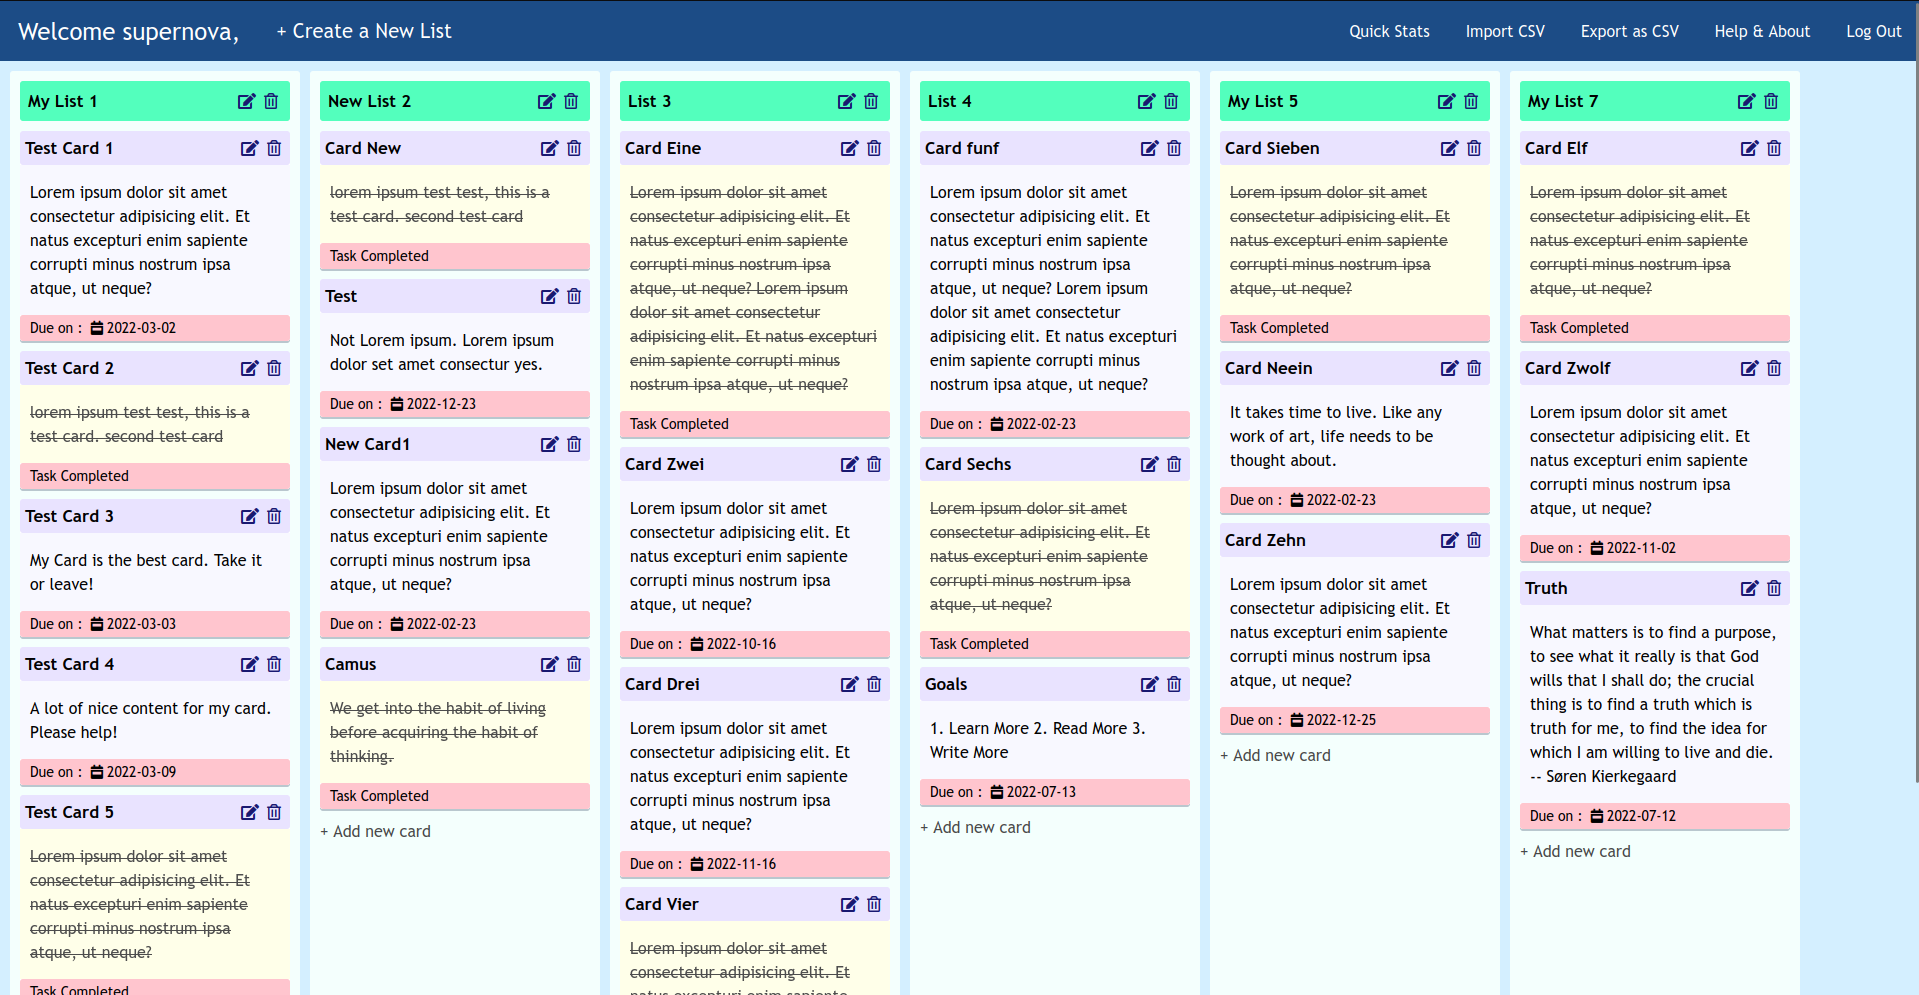 Welcome supernova,
+ Create a New List
Quick Stats
Import CSV
Export as CSV
Help & About
Log Out
My List 1
Test Card 1
Lorem ipsum dolor sit amet
consectetur adipisicing elit. Et
natus excepturi enim sapiente
corrupti minus nostrum ipsa
atque, ut neque?
Due on : 2022-03-02
Test Card 2
lorem ipsum test test, this is a
test card. second test card
Task Completed
Test Card 3
My Card is the best card. Take it
or leave!
Due on : 2022-03-03
Test Card 4
A lot of nice content for my card.
Please help!
Due on : 2022-03-09
Test Card 5
Lorem ipsum dolor sit amet
consectetur adipisicing elit. Et
natus excepturi enim sapiente
corrupti minus nostrum ipsa
atque, ut neque?
Task Completed
New List 2
Card New
lorem ipsum test test, this is a
test card. second test card
Task Completed
Test
Not Lorem ipsum. Lorem ipsum
dolor set amet consectur yes.
Due on : 2022-12-23
New Card1
Lorem ipsum dolor sit amet
consectetur adipisicing elit. Et
natus excepturi enim sapiente
corrupti minus nostrum ipsa
atque, ut neque?
Due on : 2022-02-23
Camus
We get into the habit of living
before acquiring the habit of
thinking.
Task Completed
+ Add new card
List 3
Card Eine
Lorem ipsum dolor sit amet
consectetur adipisicing elit. Et
natus excepturi enim sapiente
corrupti minus nostrum ipsa
atque, ut neque? Lorem ipsum
dolor sit amet consectetur
adipisicing elit. Et natus excepturi
enim sapiente corrupti minus
nostrum ipsa atque, ut neque?
Task Completed
Card Zwei
Lorem ipsum dolor sit amet
consectetur adipisicing elit. Et
natus excepturi enim sapiente
corrupti minus nostrum ipsa
atque, ut neque?
Due on : 2022-10-16
Card Drei
Lorem ipsum dolor sit amet
consectetur adipisicing elit. Et
natus excepturi enim sapiente
corrupti minus nostrum ipsa
atque, ut neque?
Due on : 2022-11-16
Card Vier
Lorem ipsum dolor sit amet
consectetur adipisicing elit. Et
natus excepturi enim sapiente
List 4
Card funf
Lorem ipsum dolor sit amet
consectetur adipisicing elit. Et
natus excepturi enim sapiente
corrupti minus nostrum ipsa
atque, ut neque? Lorem ipsum
dolor sit amet consectetur
adipisicing elit. Et natus excepturi
enim sapiente corrupti minus
nostrum ipsa atque, ut neque?
Due on : 2022-02-23
Card Sechs
Lorem ipsum dolor sit amet
consectetur adipisicing elit. Et
natus excepturi enim sapiente
corrupti minus nostrum ipsa
atque, ut neque?
Task Completed
Goals
1. Learn More 2. Read More 3.
Write More
Due on : 2022-07-13
+ Add new card
My List 5
Card Sieben
Lorem ipsum dolor sit amet
consectetur adipisicing elit. Et
natus excepturi enim sapiente
corrupti minus nostrum ipsa
atque, ut neque?
Task Completed
Card Neein
It takes time to live. Like any
work of art, life needs to be
thought about.
Due on : 2022-02-23
Card Zehn
Lorem ipsum dolor sit amet
consectetur adipisicing elit. Et
natus excepturi enim sapiente
corrupti minus nostrum ipsa
atque, ut neque?
Due on : 2022-12-25
+ Add new card
My List 7
Card Elf
Lorem ipsum dolor sit amet
consectetur adipisicing elit. Et
natus excepturi enim sapiente
corrupti minus nostrum ipsa
atque, ut neque?
Task Completed
Card Zwolf
Lorem ipsum dolor sit amet
consectetur adipisicing elit. Et
natus excepturi enim sapiente
corrupti minus nostrum ipsa
atque, ut neque?
Due on : 2022-11-02
Truth
What matters is to find a purpose,
to see what it really is that God
wills that I shall do; the crucial
thing is to find a truth which is
truth for me, to find the idea for
which I am willing to live and die.
-- Søren Kierkegaard
Due on : 2022-07-12
+ Add new card